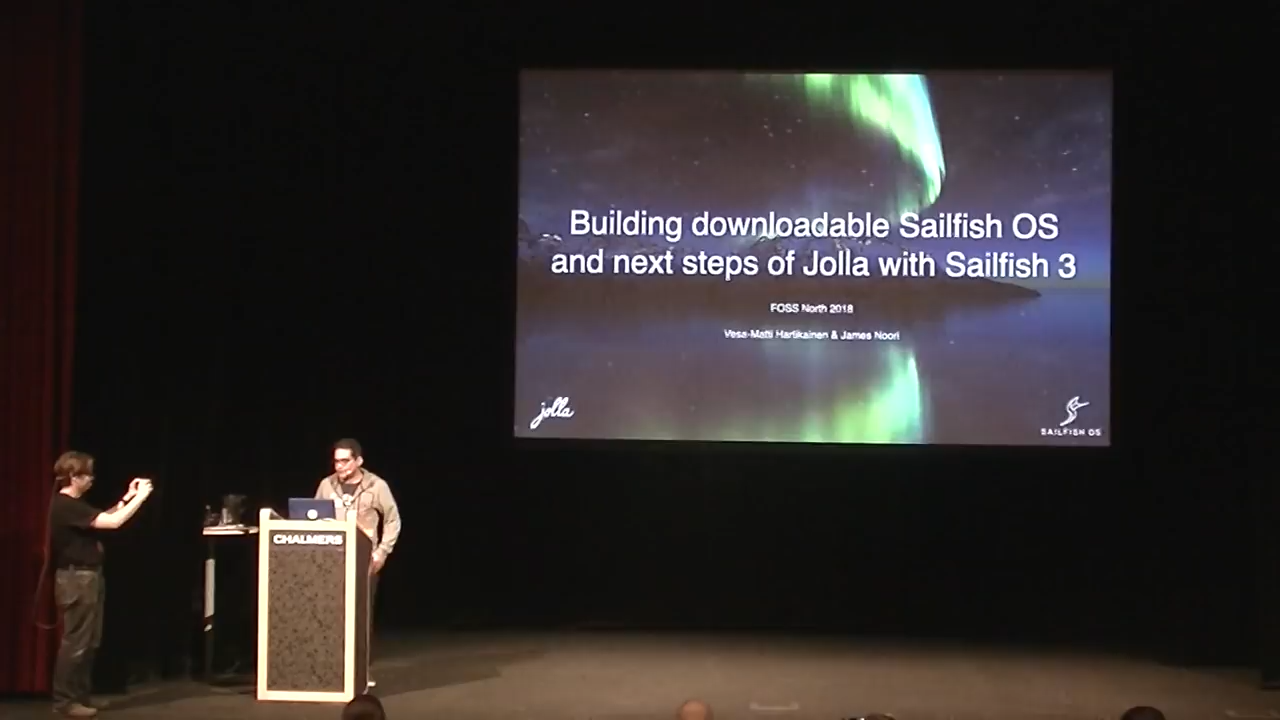 Building downloadable Sailfish OS
and next steps of Jolla with Sailfish 3
FOSS North 2018
Vesa-Matti Hartikainen & James Noori
jolla
SAILFISH OS
CHALMERS